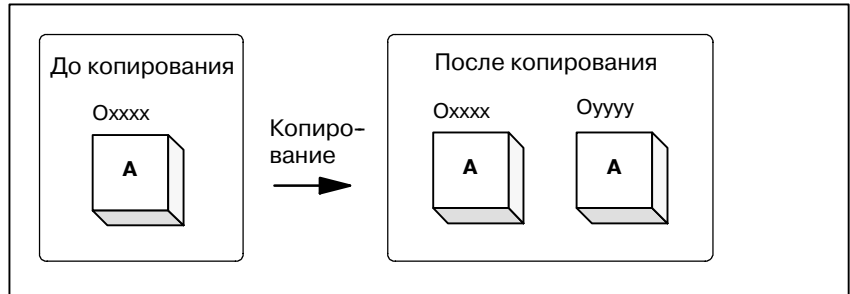 До копирования
Oxxxx
A
Копиро-
вание
После копирования
Oxxxx
Oyyyy
A
A